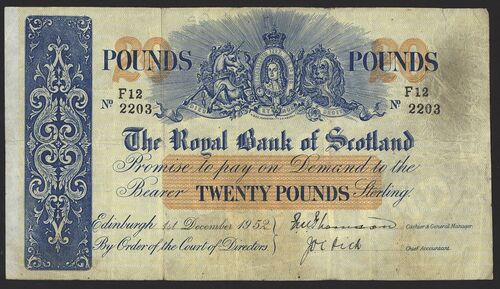 POUNDS 20 POUNDS 20
F12 F12
Nº 2203 Nº 2203
The Royal Bank of Scotland
Promise to pay on Demand to the
Bearer TWENTY POUNDS Sterling.
Edinburgh 1st December 1952
By Order of the Court of Directors
Cashier & General Manager
Chief Accountant.